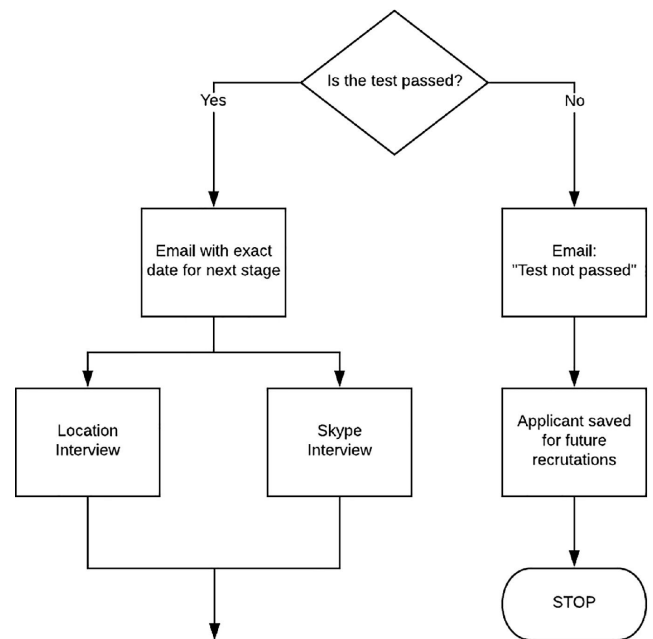 Is the test passed?
Yes
No
Email with exact
date for next stage
Email:
"Test not passed"
Location
Interview
Skype
Interview
Applicant saved
for future
recrutations
STOP